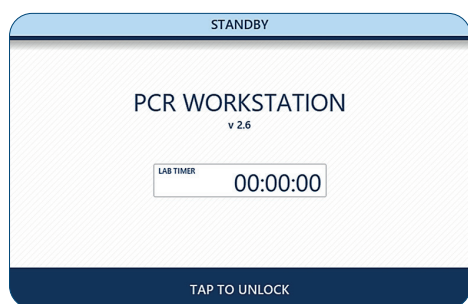 STANDBY
PCR WORKSTATION
v 2.6
LAB TIMER
00:00:00
TAP TO UNLOCK